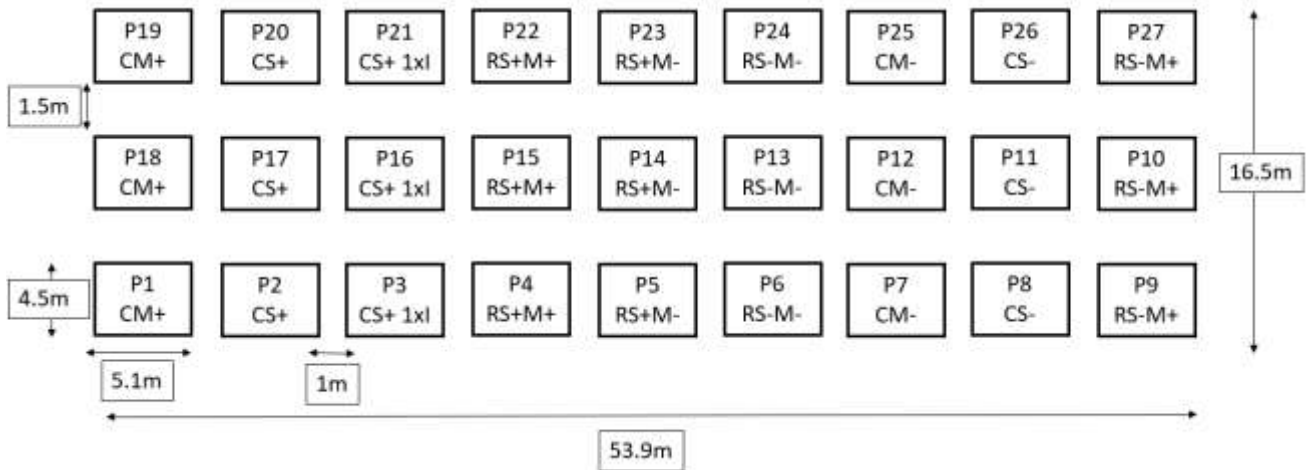 P19 P20 P21 P22 P23 P24 P25 P26 P27
CM+ CS+ CS+ 1xI RS+M+ RS+M- RS-M- CM- CS- RS-M+
1.5m
P18 P17 P16 P15 P14 P13 P12 P11 P10
CM+ CS+ CS+ 1xI RS+M+ RS+M- RS-M- CM- CS- RS-M+
16.5m
P1 P2 P3 P4 P5 P6 P7 P8 P9
4.5m
CM+ CS+ CS+ 1xI RS+M+ RS+M- RS-M- CM- CS- RS-M+
5.1m 1m
53.9m